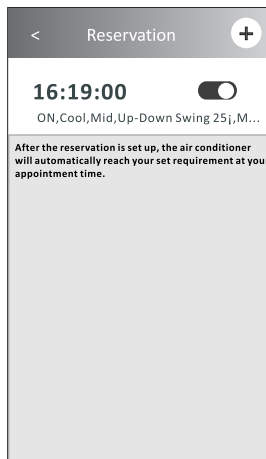 < Reservation +
16:19:00
ON,Cool,Mid,Up-Down Swing 25¡,M...
After the reservation is set up, the air conditioner
will automatically reach your set requirement at you
appointment time.